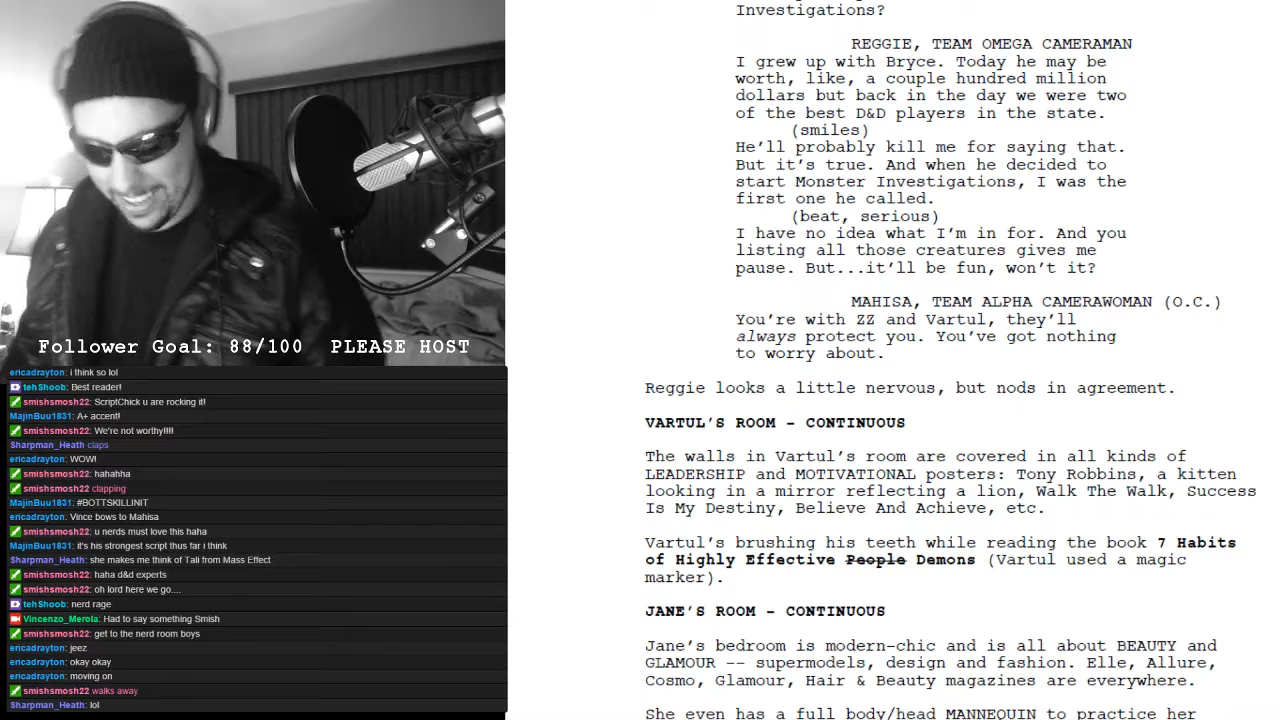 Follower Goal: 88/100 PLEASE HOST
ericadrayton: i think so lol
tehShoob: Best reader!
smishsmosh22: ScriptChick u are rocking it!
MajinBuu1831: A+ accent!
smishsmosh22: We're not worthy!!!!
Sharpman_Heath claps
ericadrayton: WOW!
smishsmosh22: hahahha
smishsmosh22 clapping
MajinBuu1831: #BOTTSKILLINIT
ericadrayton: Vince bows to Mahisa
smishsmosh22: u nerds must love this haha
MajinBuu1831: it's his strongest script thus far i think
Sharpman_Heath: she makes me think of Tali from Mass Effect
smishsmosh22: haha d&d experts
smishsmosh22: oh lord here we go....
tehShoob: nerd rage
Vincenzo_Merola: Had to say something Smish
smishsmosh22: get to the nerd room boys
ericadrayton: jeez
ericadrayton: okay okay
ericadrayton: moving on
smishsmosh22 walks away
Sharpman_Heath: lol
Investigations?
REGGIE, TEAM OMEGA CAMERAMAN
I grew up with Bryce. Today he may be
worth, like, a couple hundred million
dollars but back in the day we were two
of the best D&D players in the state.
(smiles)
He'll probably kill me for saying that.
But it's true. And when he decided to
start Monster Investigations, I was the
first one he called.
(beat, serious)
I have no idea what I'm in for. And you
listing all those creatures gives me
pause. But...it'll be fun, won't it?
MAHISA, TEAM ALPHA CAMERAWOMAN (O.C.)
You're with ZZ and Vartul, they'll
always protect you. You've got nothing
to worry about.
Reggie looks a little nervous, but nods in agreement.
VARTUL'S ROOM - CONTINUOUS
The walls in Vartul's room are covered in all kinds of
LEADERSHIP and MOTIVATIONAL posters: Tony Robbins, a kitten
looking in a mirror reflecting a lion, Walk The Walk, Success
Is My Destiny, Believe And Achieve, etc.
Vartul's brushing his teeth while reading the book 7 Habits
of Highly Effective People Demons (Vartul used a magic
marker).
JANE'S ROOM - CONTINUOUS
Jane's bedroom is modern-chic and is all about BEAUTY and
GLAMOUR -- supermodels, design and fashion. Elle, Allure,
Cosmo, Glamour, Hair & Beauty magazines are everywhere.
She even has a full body/head MANNEQUIN to practice her